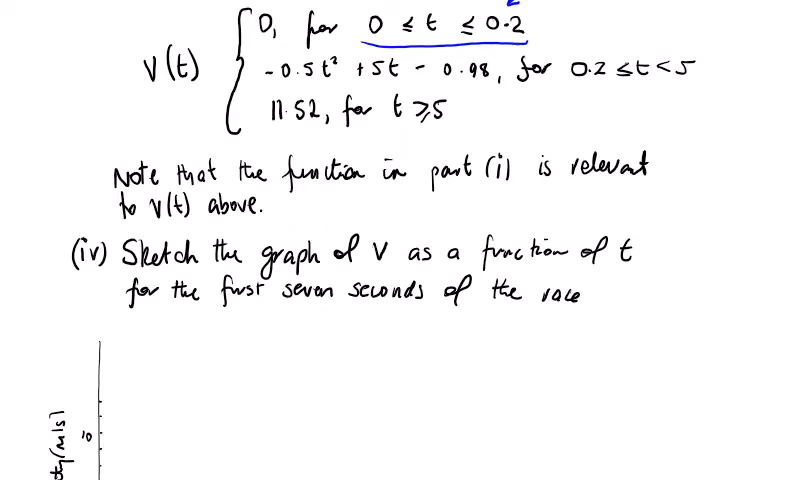 v(t) { 0, for 0 ≤ t ≤ 0.2
-0.5t² + 5t - 0.98, for 0.2 ≤ t < 5
11.52, for t ≥ 5
Note that the function in part (i) is relevant
to v(t) above.
(iv) Sketch the graph of v as a function of t
for the first seven seconds of the race
10
(m/s)